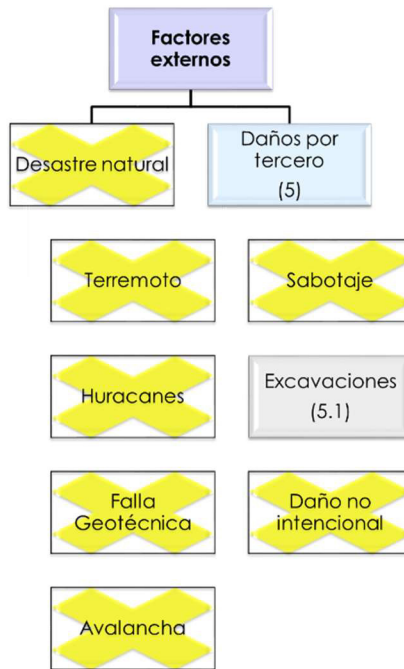 Factores
externos
Desastre natural
Daños por
tercero
(5)
Terremoto
Sabotaje
Huracanes
Excavaciones
(5.1)
Falla
Geotécnica
Daño no
intencional
Avalancha